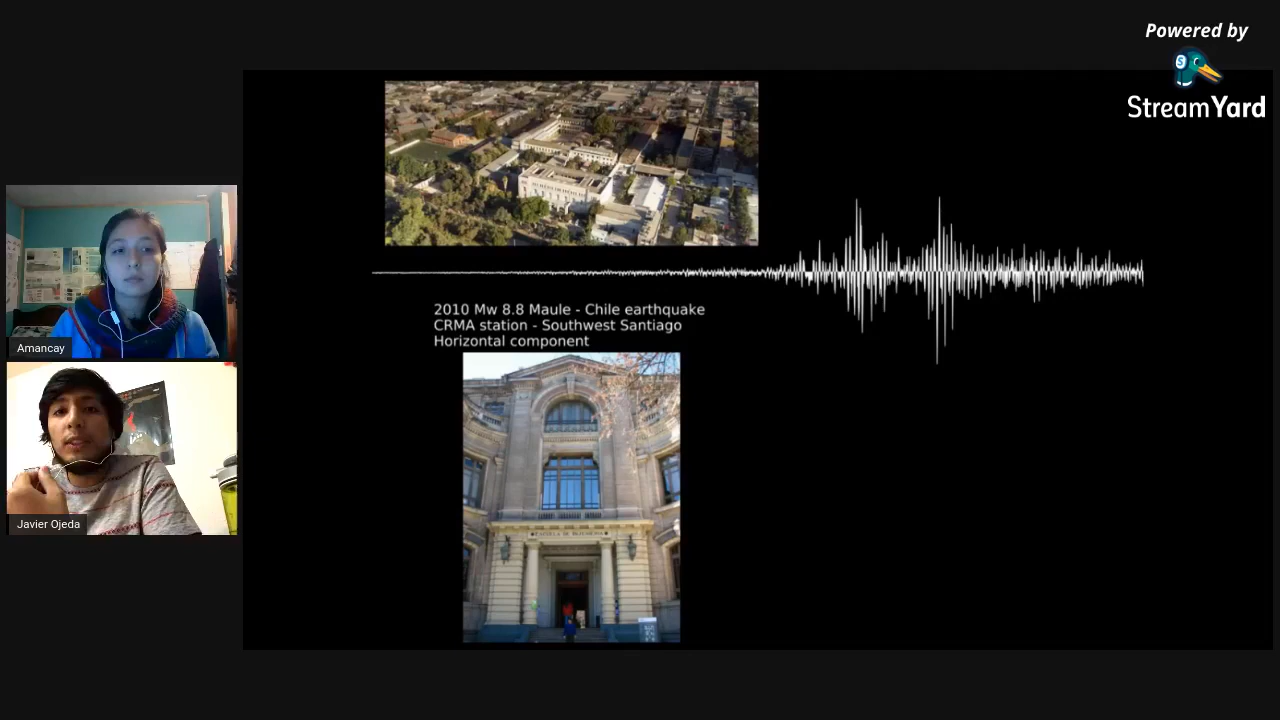 Powered by
StreamYard
2010 Mw 8.8 Maule - Chile earthquake
CRMA station - Southwest Santiago
Horizontal component
Amancay
Javier Ojeda